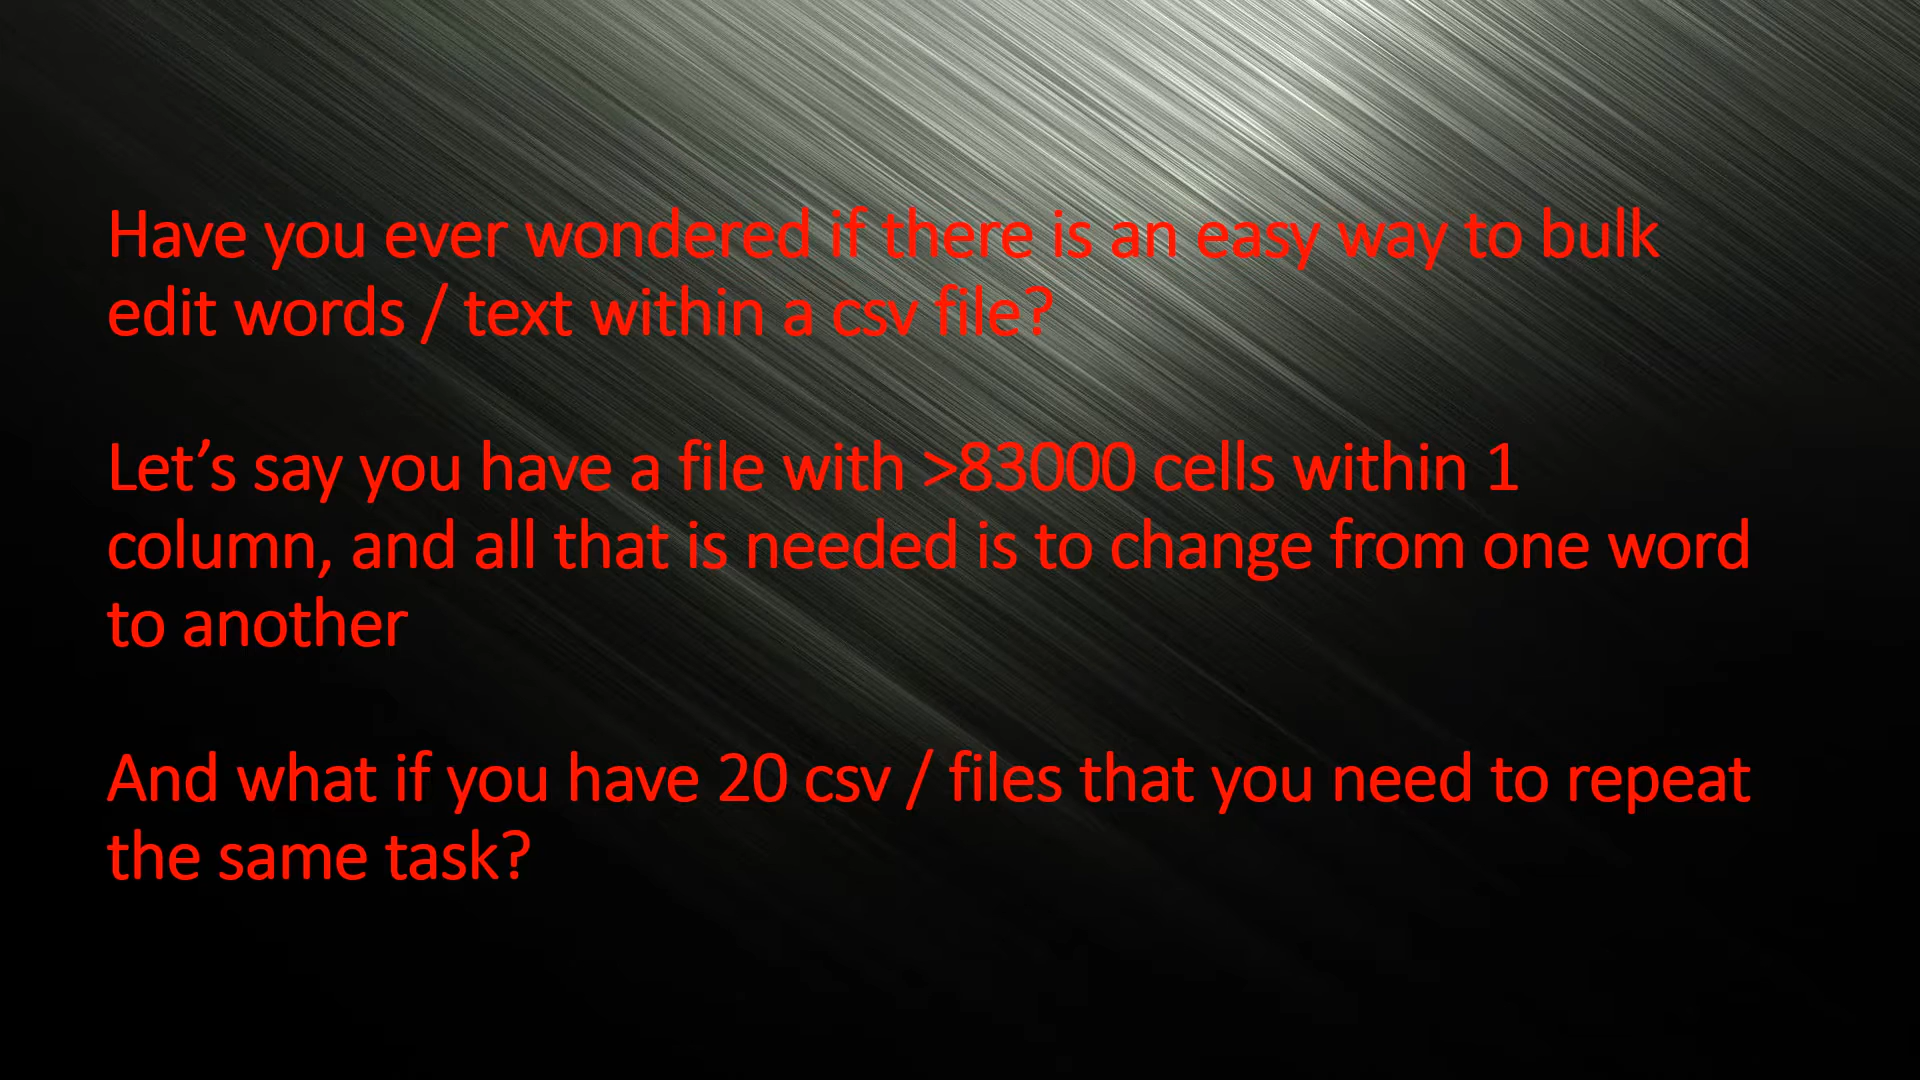 Have you ever wondered if there is an easy way to bulk
edit words / text within a csv file?
Let’s say you have a file with >83000 cells within 1
column, and all that is needed is to change from one word
to another
And what if you have 20 csv / files that you need to repeat
the same task?